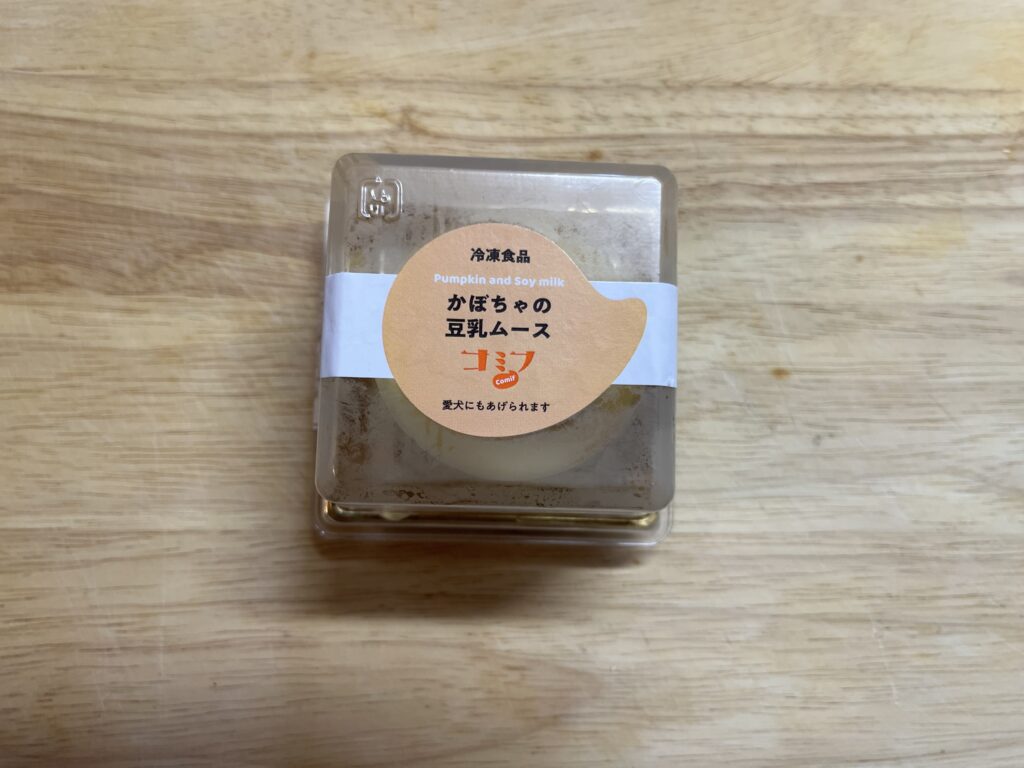 冷凍食品
Pumpkin and Soy milk
かぼちゃの
豆乳ムース
コミフ
Comif
愛犬にもあげられます